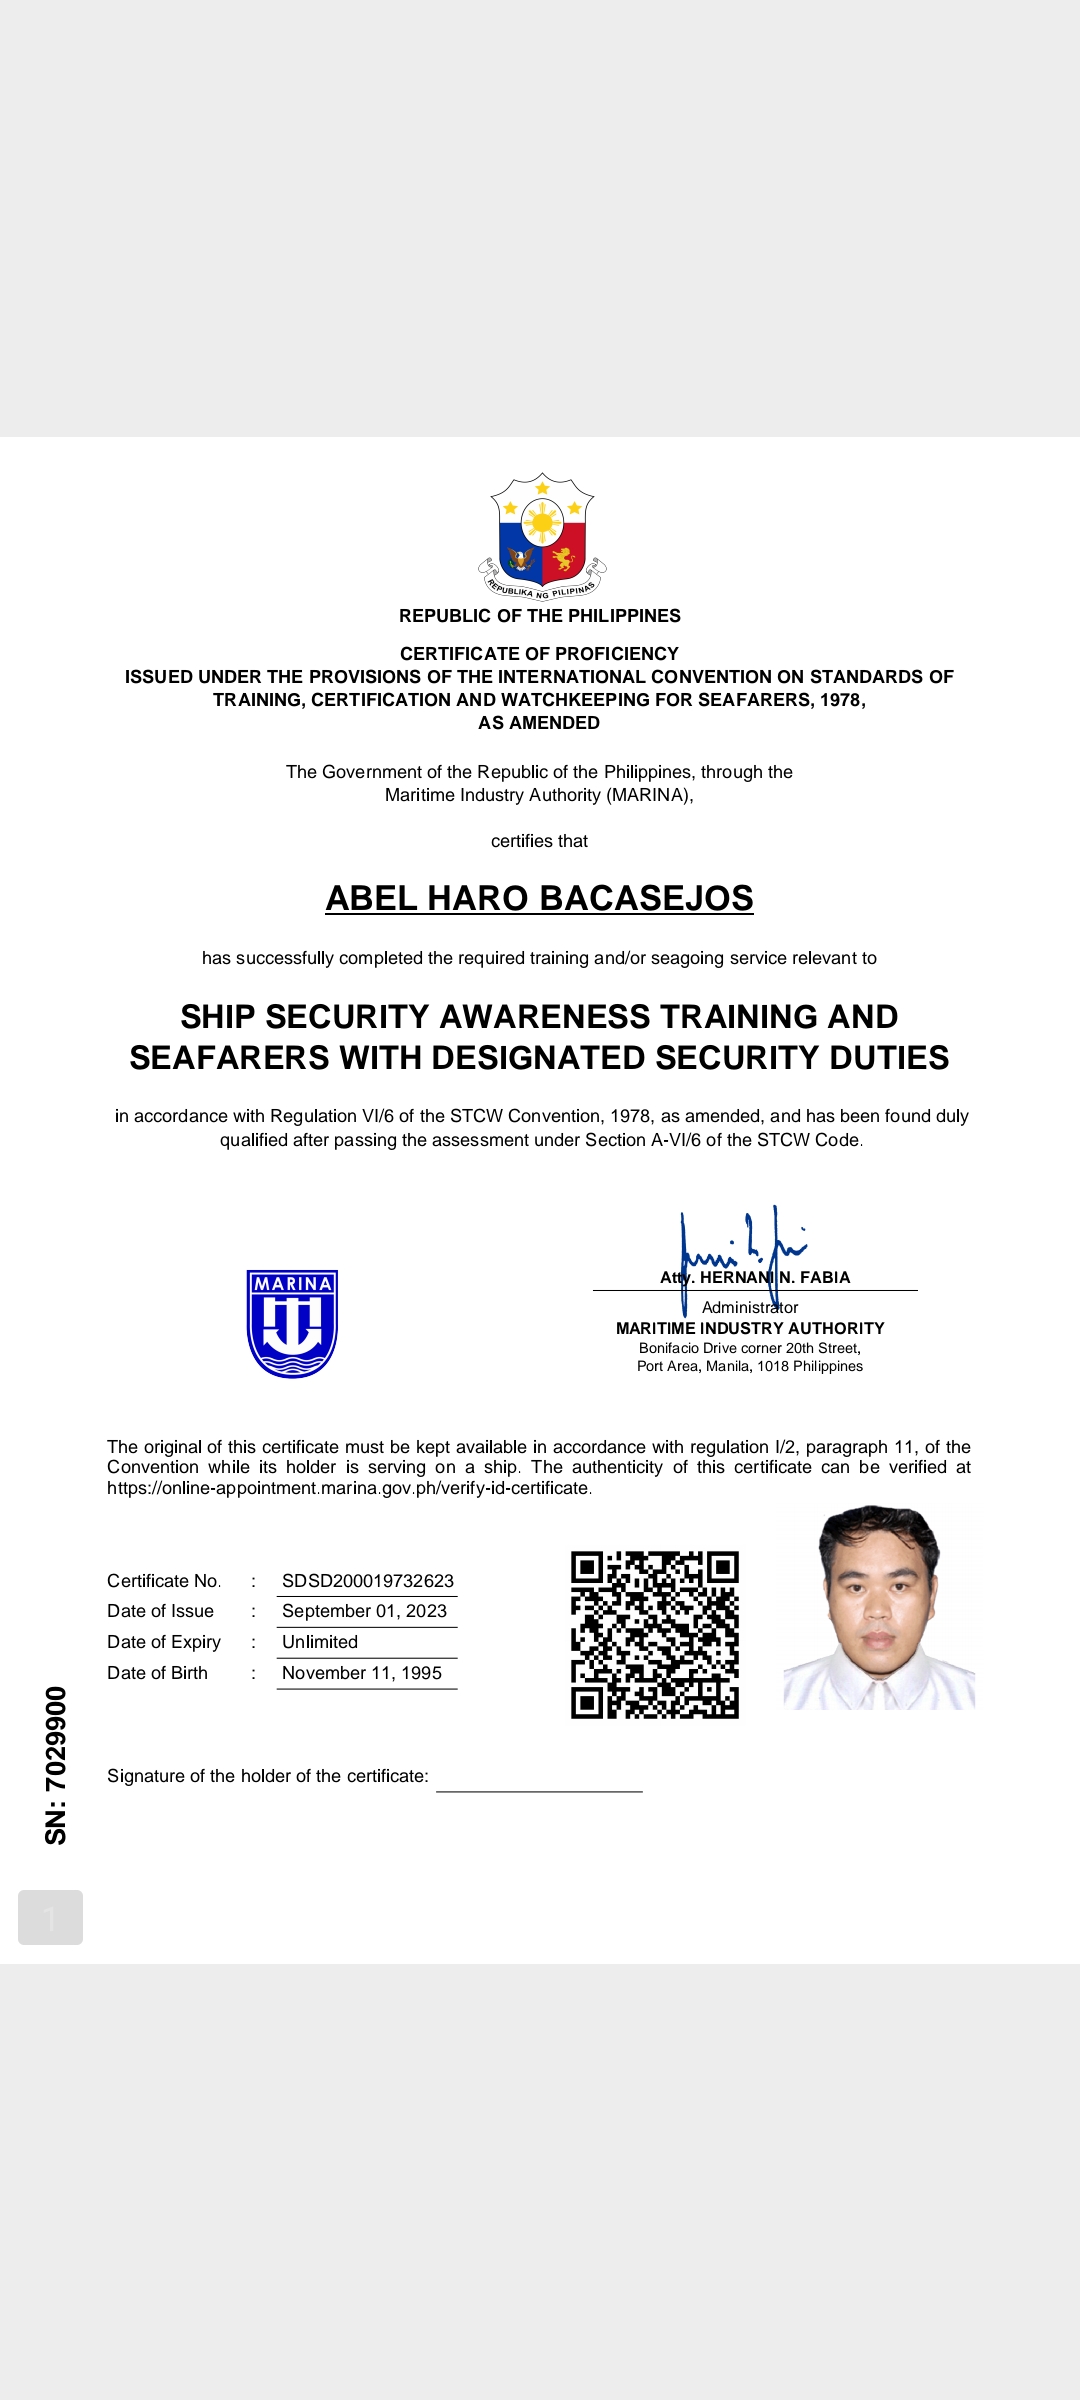 REPUBLIKA NG PILIPINAS
REPUBLIC OF THE PHILIPPINES
CERTIFICATE OF PROFICIENCY
ISSUED UNDER THE PROVISIONS OF THE INTERNATIONAL CONVENTION ON STANDARDS OF
TRAINING, CERTIFICATION AND WATCHKEEPING FOR SEAFARERS, 1978,
AS AMENDED
The Government of the Republic of the Philippines, through the
Maritime Industry Authority (MARINA),
certifies that
ABEL HARO BACASEJOS
has successfully completed the required training and/or seagoing service relevant to
SHIP SECURITY AWARENESS TRAINING AND
SEAFARERS WITH DESIGNATED SECURITY DUTIES
in accordance with Regulation VI/6 of the STCW Convention, 1978, as amended, and has been found duly
qualified after passing the assessment under Section A-VI/6 of the STCW Code.
MARINA
Atty. HERNANI N. FABIA
Administrator
MARITIME INDUSTRY AUTHORITY
Bonifacio Drive corner 20th Street,
Port Area, Manila, 1018 Philippines
The original of this certificate must be kept available in accordance with regulation I/2, paragraph 11, of the
Convention while its holder is serving on a ship. The authenticity of this certificate can be verified at
https://online-appointment.marina.gov.ph/verify-id-certificate.
Certificate No. : SDSD200019732623
Date of Issue : September 01, 2023
Date of Expiry : Unlimited
Date of Birth : November 11, 1995
SN: 7029900
Signature of the holder of the certificate:
1